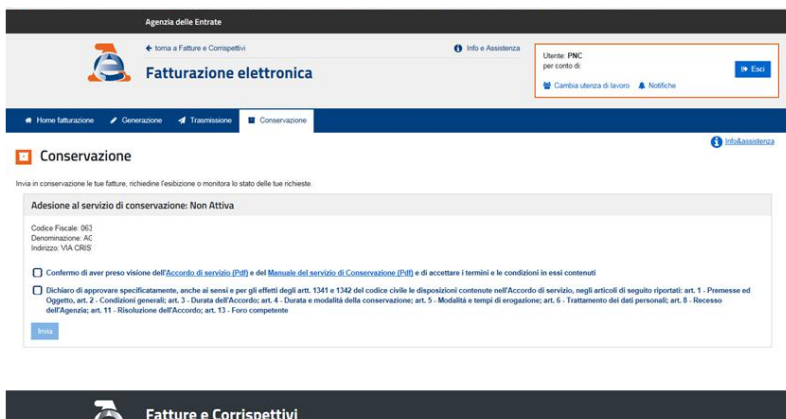 Agenzia delle Entrate
torna a Fatture e Corrispettivi
Info e Assistenza
Fatturazione elettronica
Utente: PNC
per conto di:
Esci
Cambia utenza di lavoro Notifiche
Home fatturazione Generazione Trasmissione Conservazione
Info&assistenza
Conservazione
Invia in conservazione le tue fatture, richiedine l'esibizione o monitora lo stato delle tue richieste.
Adesione al servizio di conservazione: Non Attiva
Codice Fiscale: 063
Denominazione: AC
Indirizzo: VIA CRIS
Confermo di aver preso visione dell'Accordo di servizio (Pdf) e del Manuale del servizio di Conservazione (Pdf) e di accettare i termini e le condizioni in essi contenuti
Dichiaro di approvare specificatamente, anche ai sensi e per gli effetti degli artt. 1341 e 1342 del codice civile le disposizioni contenute nell'Accordo di servizio, negli articoli di seguito riportati: art. 1 - Premesse ed
Oggetto, art. 2 - Condizioni generali; art. 3 - Durata dell'Accordo; art. 4 - Durata e modalità della conservazione; art. 5 - Modalità e tempi di erogazione; art. 6 - Trattamento dei dati personali; art. 8 - Recesso
dell'Agenzia; art. 11 - Risoluzione dell'Accordo; art. 13 - Foro competente
Invia
Fatture e Corrispettivi